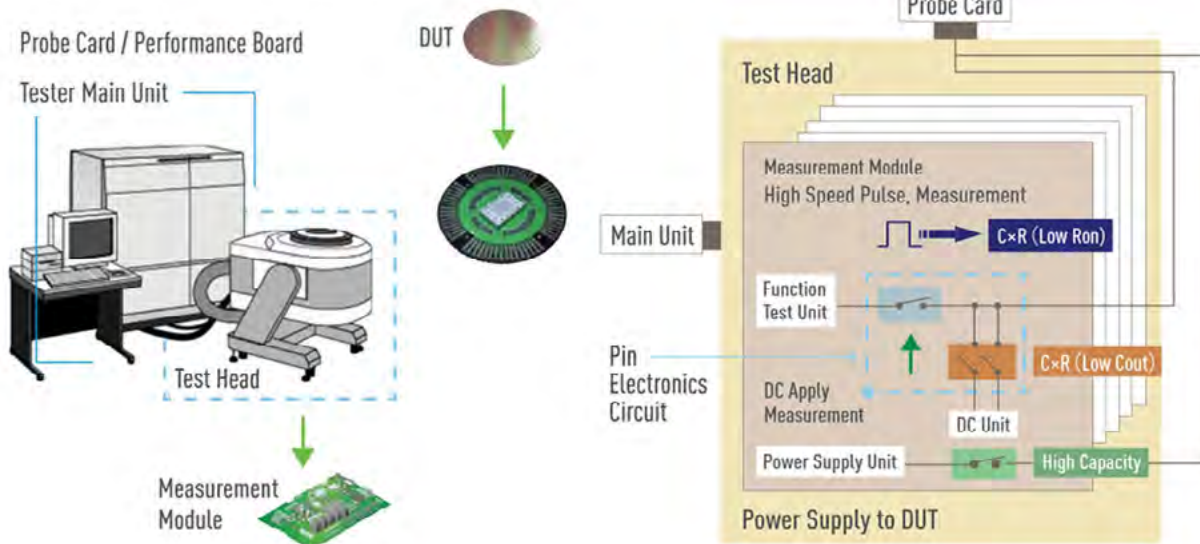 Probe Card / Performance Board
Tester Main Unit
DUT
Test Head
Measurement
Module
Probe Card
Test Head
Measurement Module
High Speed Pulse, Measurement
C×R (Low Ron)
Main Unit
Function
Test Unit
Pin
Electronics
Circuit
C×R (Low Cout)
DC Apply
Measurement
DC Unit
Power Supply Unit
High Capacity
Power Supply to DUT